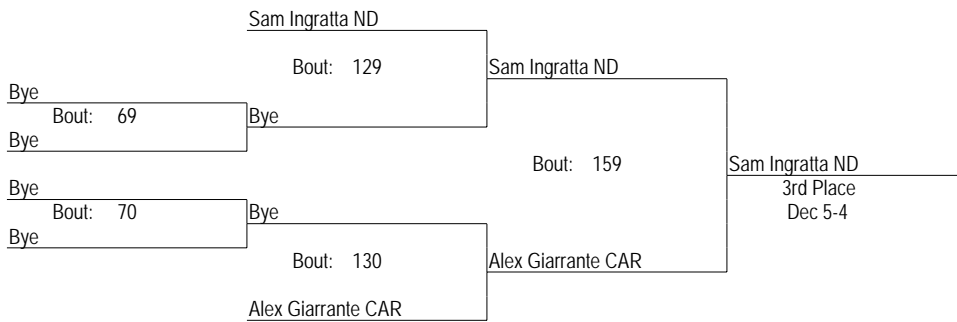 Sam Ingratta ND
Bout: 129
Sam Ingratta ND
Bye
Bout: 69
Bye
Bye
Bout: 159
Sam Ingratta ND
3rd Place
Dec 5-4
Bye
Bout: 70
Bye
Bye
Bout: 130
Alex Giarrante CAR
Alex Giarrante CAR